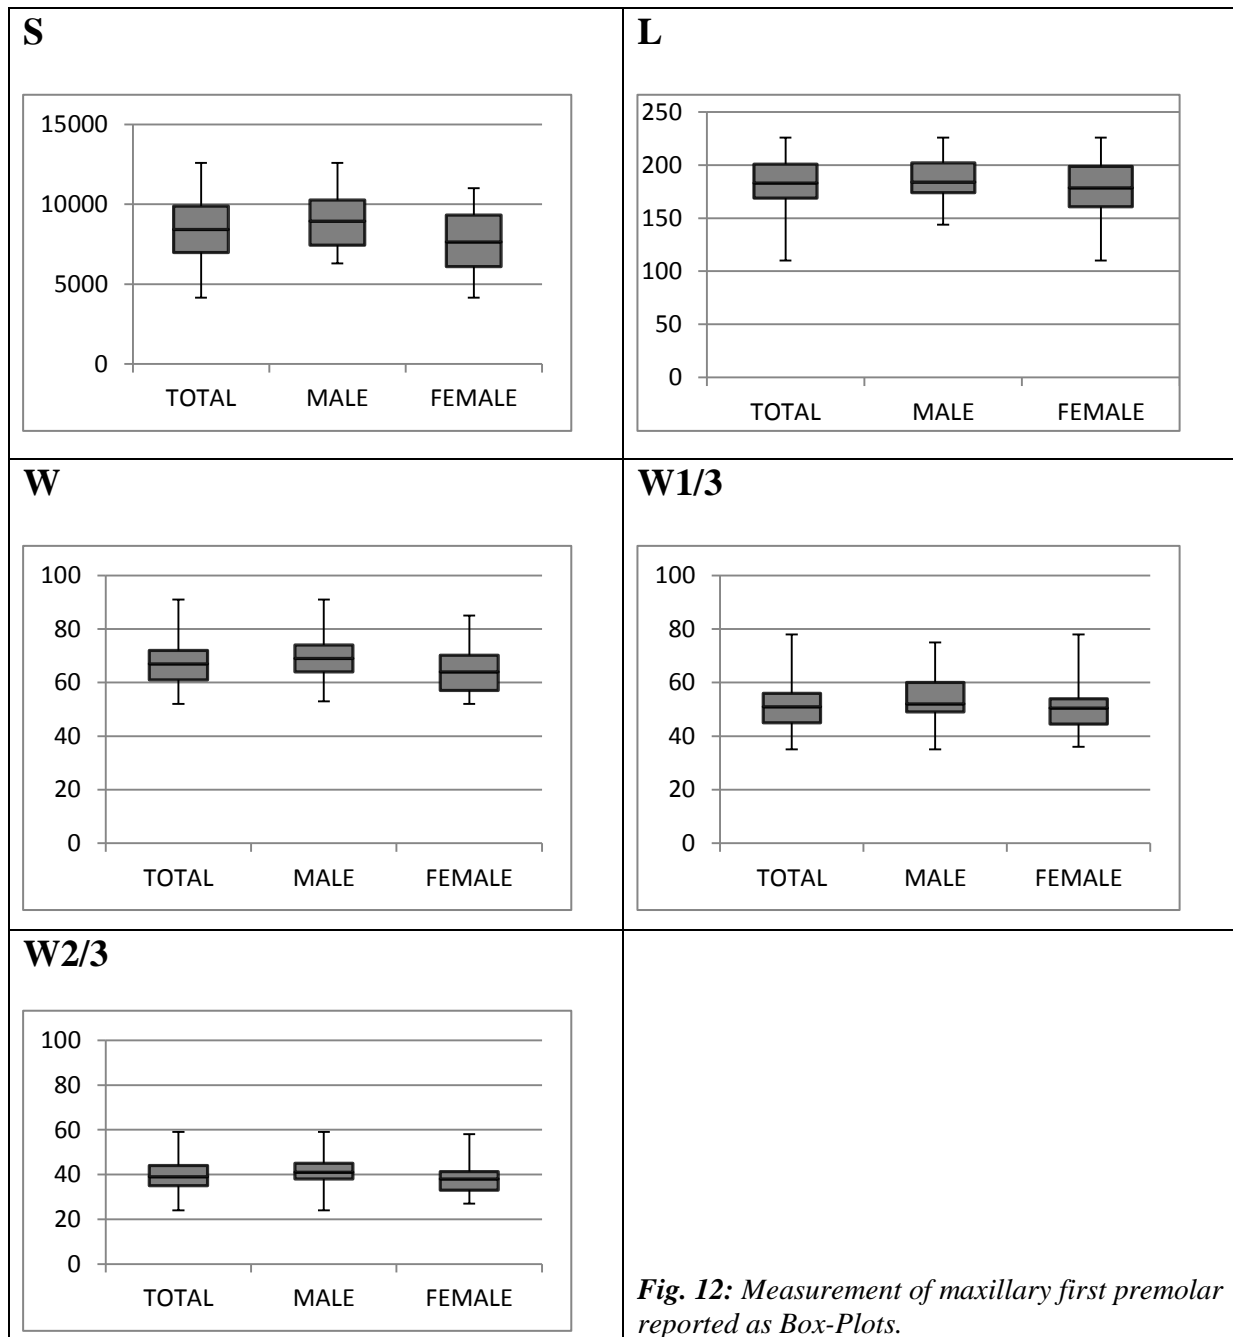 S
15000
10000
5000
0
TOTAL MALE FEMALE
L
250
200
150
100
50
0
TOTAL MALE FEMALE
W
100
80
60
40
20
0
TOTAL MALE FEMALE
W1/3
100
80
60
40
20
0
TOTAL MALE FEMALE
W2/3
100
80
60
40
20
0
TOTAL MALE FEMALE
Fig. 12: Measurement of maxillary first premolar
reported as Box-Plots.